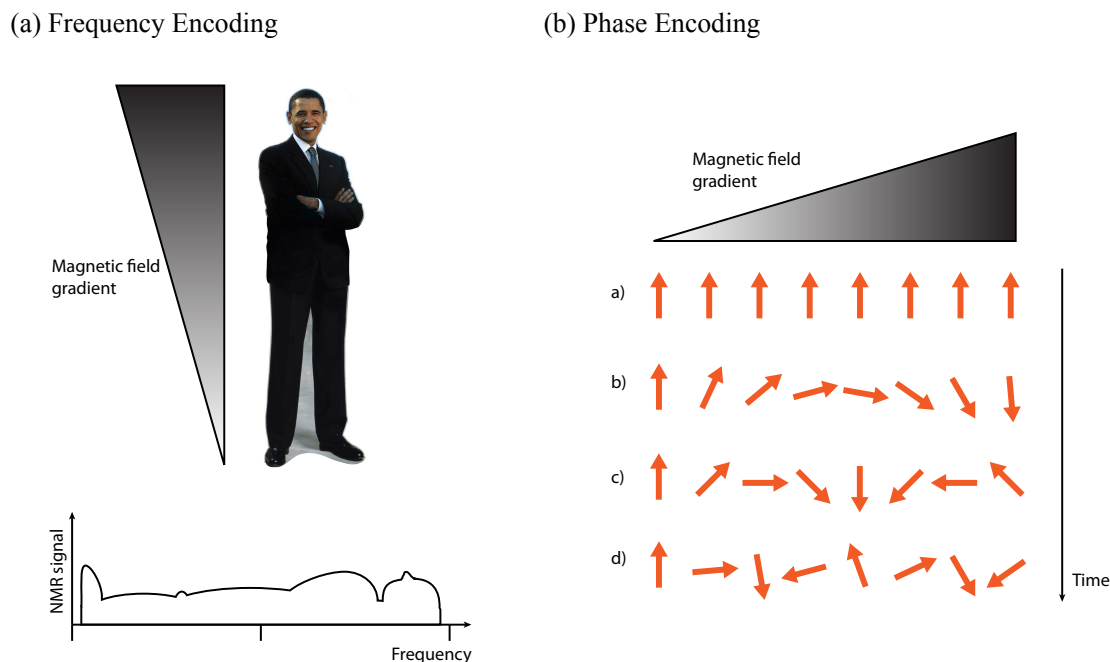 (a) Frequency Encoding
Magnetic field
gradient
NMR signal
Frequency
(b) Phase Encoding
Magnetic field
gradient
a)
b)
c)
d)
Time